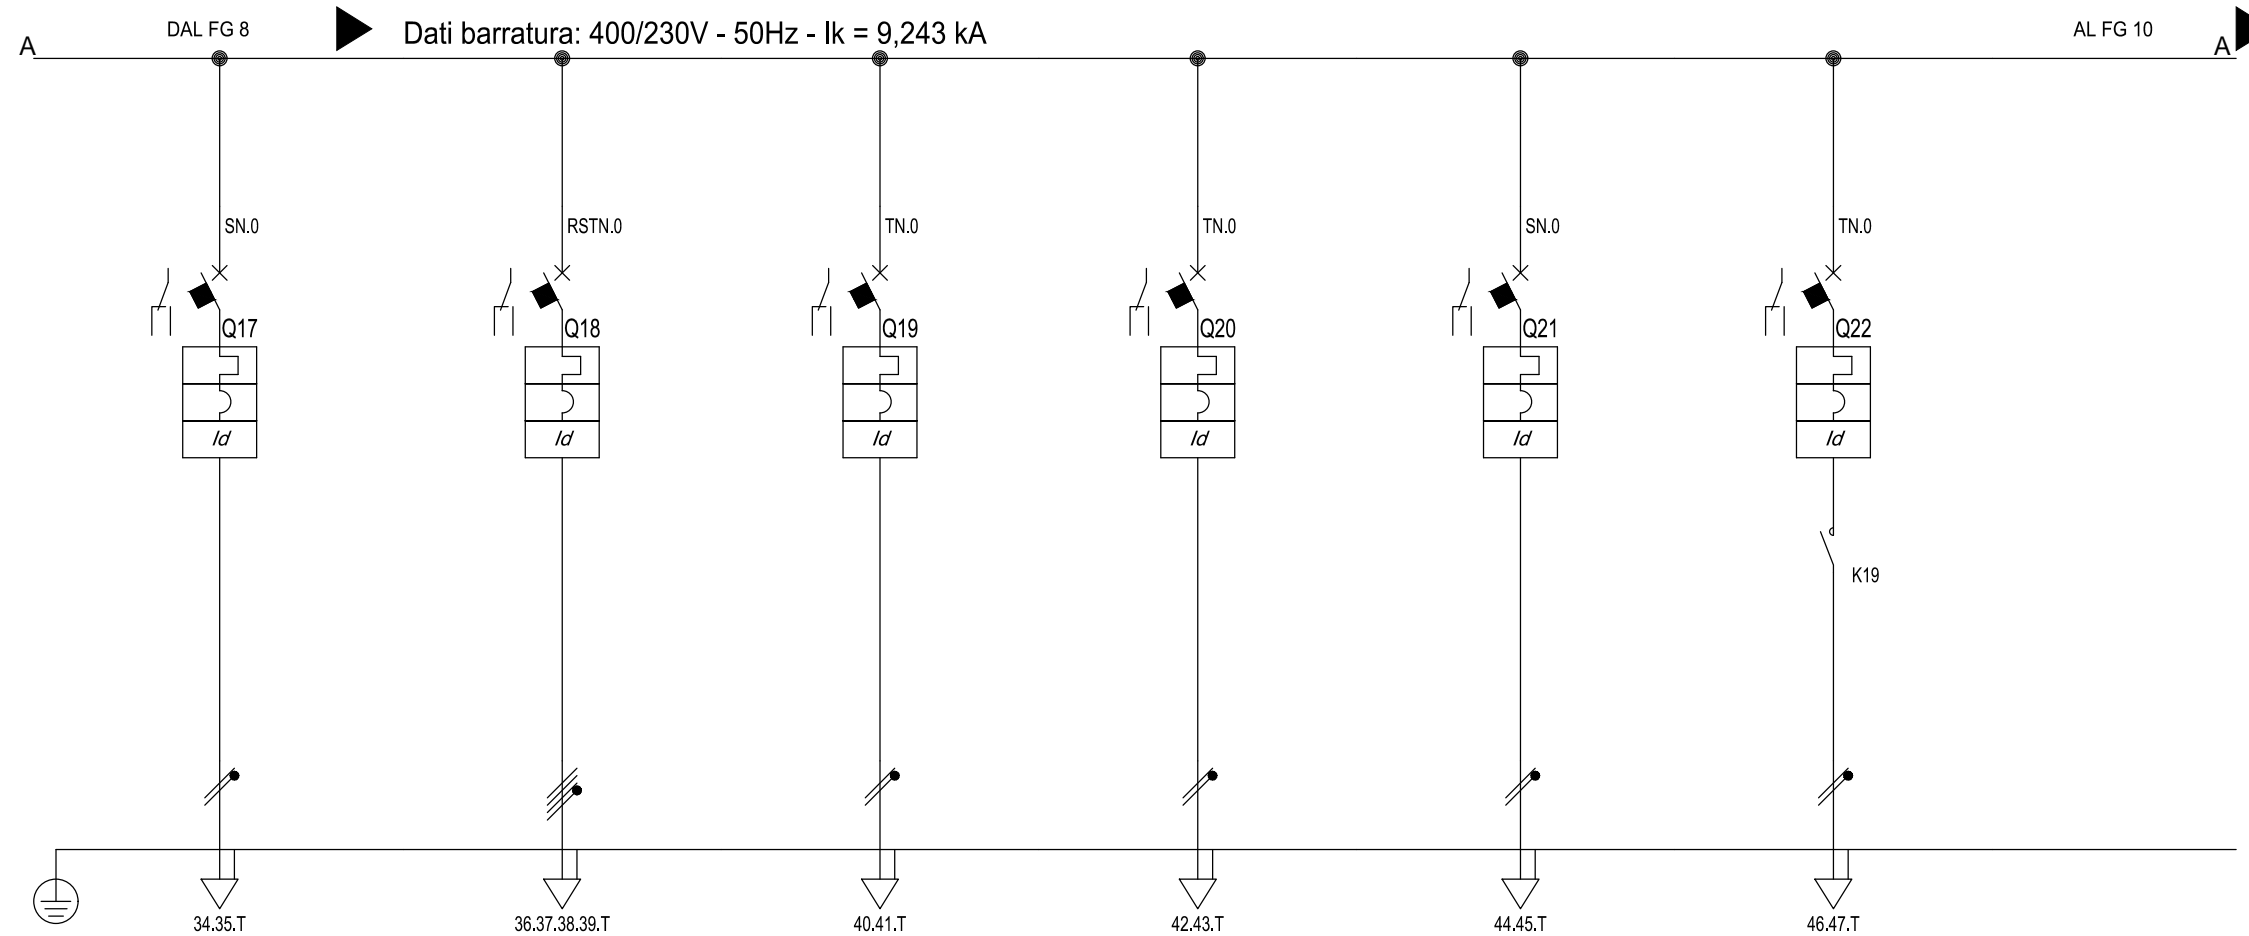 DAL FG 8
Dati barratura: 400/230V - 50Hz - Ik = 9,243 kA
AL FG 10
A
A
SN.0
RSTN.0
TN.0
TN.0
SN.0
TN.0
Q17
Q18
Q19
Q20
Q21
Q22
Id
Id
Id
Id
Id
Id
K19
34.35.T
36.37.38.39.T
40.41.T
42.43.T
44.45.T
46.47.T